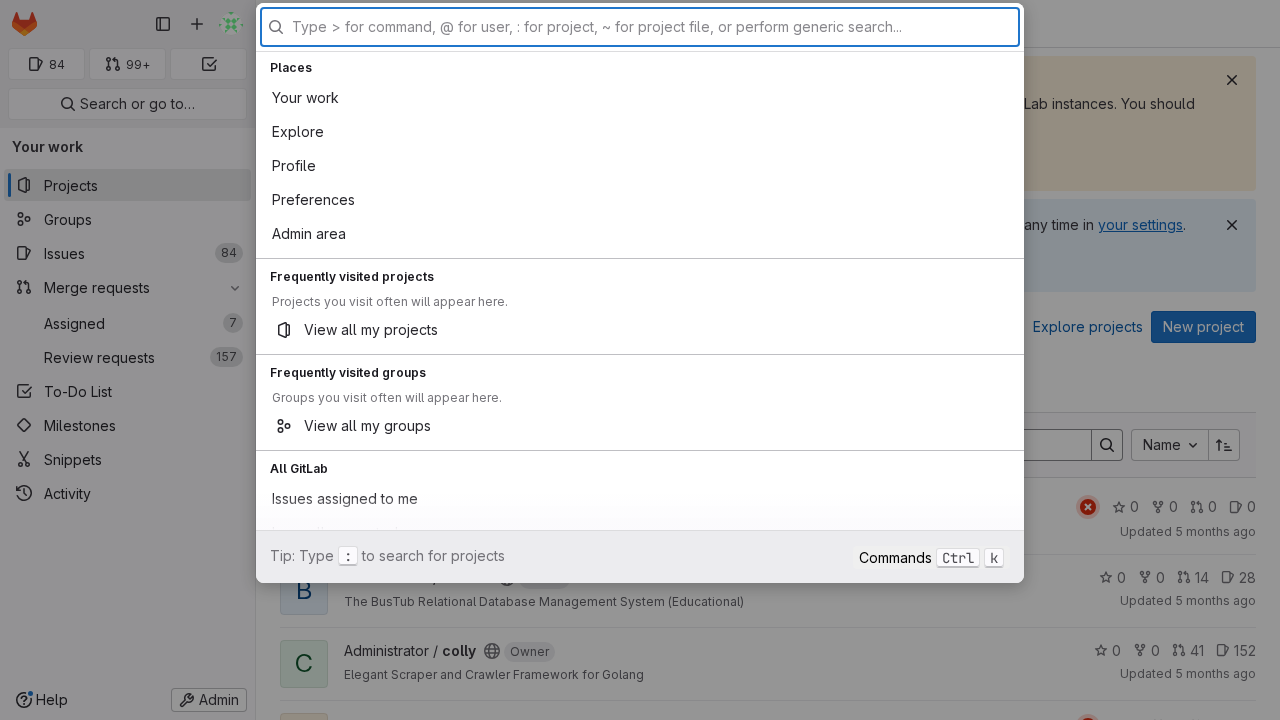 Type > for command, @ for user, : for project, ~ for project file, or perform generic search...
84
99+
Search or go to…
Your work
Projects
Groups
Issues 84
Merge requests
Assigned 7
Review requests 157
To-Do List
Milestones
Snippets
Activity
Help
Admin
Places
Your work
Explore
Profile
Preferences
Admin area
Frequently visited projects
Projects you visit often will appear here.
View all my projects
Frequently visited groups
Groups you visit often will appear here.
View all my groups
All GitLab
Issues assigned to me
Tip: Type : to search for projects
Commands Ctrl k
Lab instances. You should
any time in your settings.
Explore projects
New project
Name
0 0 0 0
Updated 5 months ago
B
0 0 14 28
The BusTub Relational Database Management System (Educational)
Updated 5 months ago
C
Administrator / colly
Owner
0 0 41 152
Elegant Scraper and Crawler Framework for Golang
Updated 5 months ago